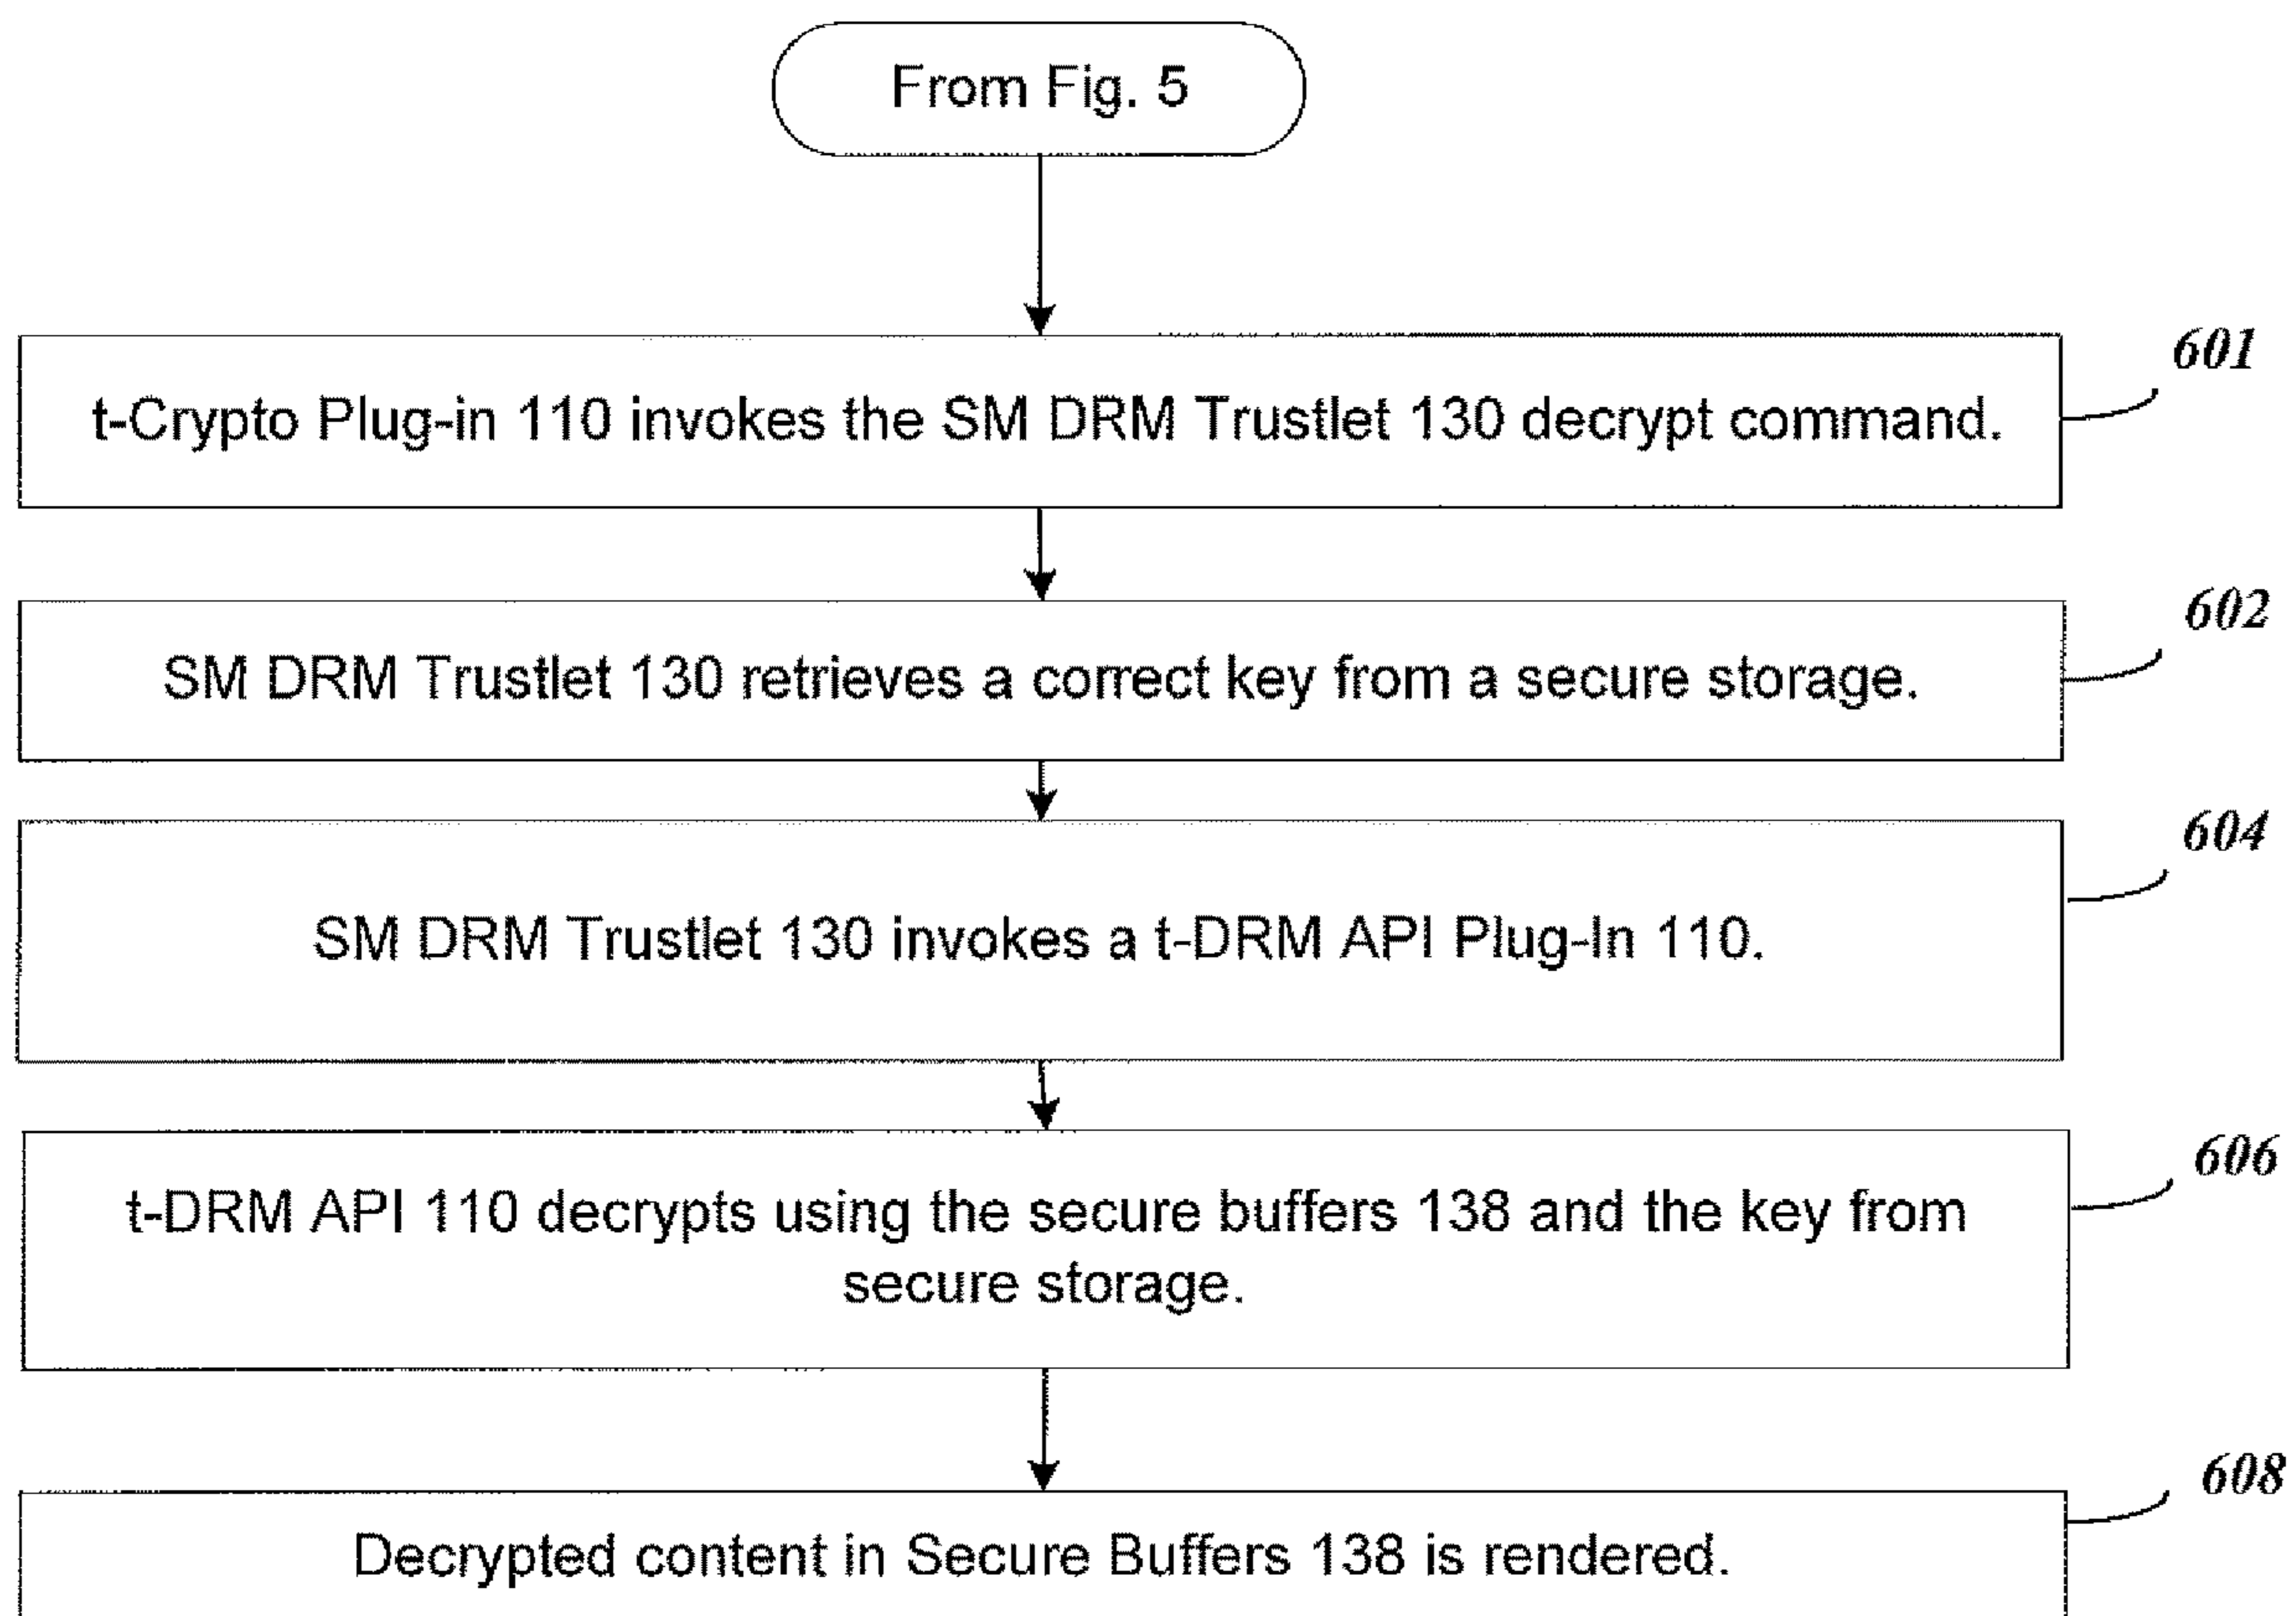 From Fig. 5
601
t-Crypto Plug-in 110 invokes the SM DRM Trustlet 130 decrypt command.
602
SM DRM Trustlet 130 retrieves a correct key from a secure storage.
604
SM DRM Trustlet 130 invokes a t-DRM API Plug-In 110.
606
t-DRM API 110 decrypts using the secure buffers 138 and the key from
secure storage.
608
Decrypted content in Secure Buffers 138 is rendered.